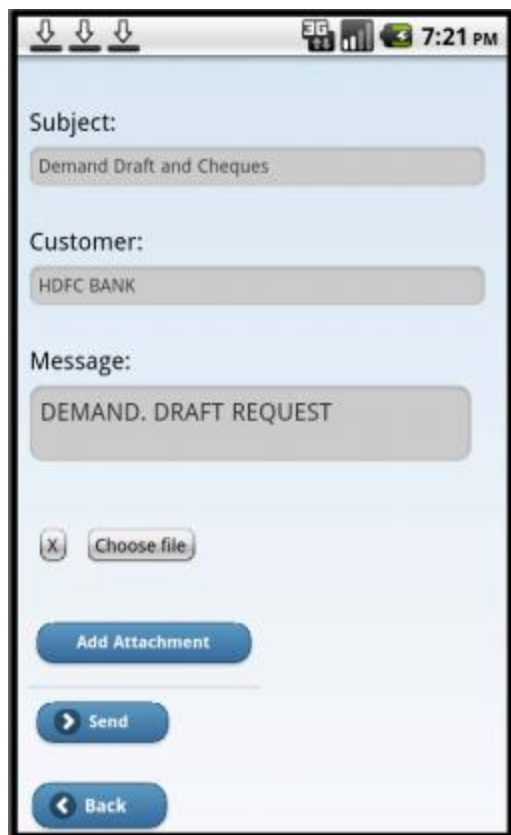 3G 7:21 PM
Subject:
Demand Draft and Cheques
Customer:
HDFC BANK
Message:
DEMAND. DRAFT REQUEST
X Choose file
Add Attachment
Send
Back